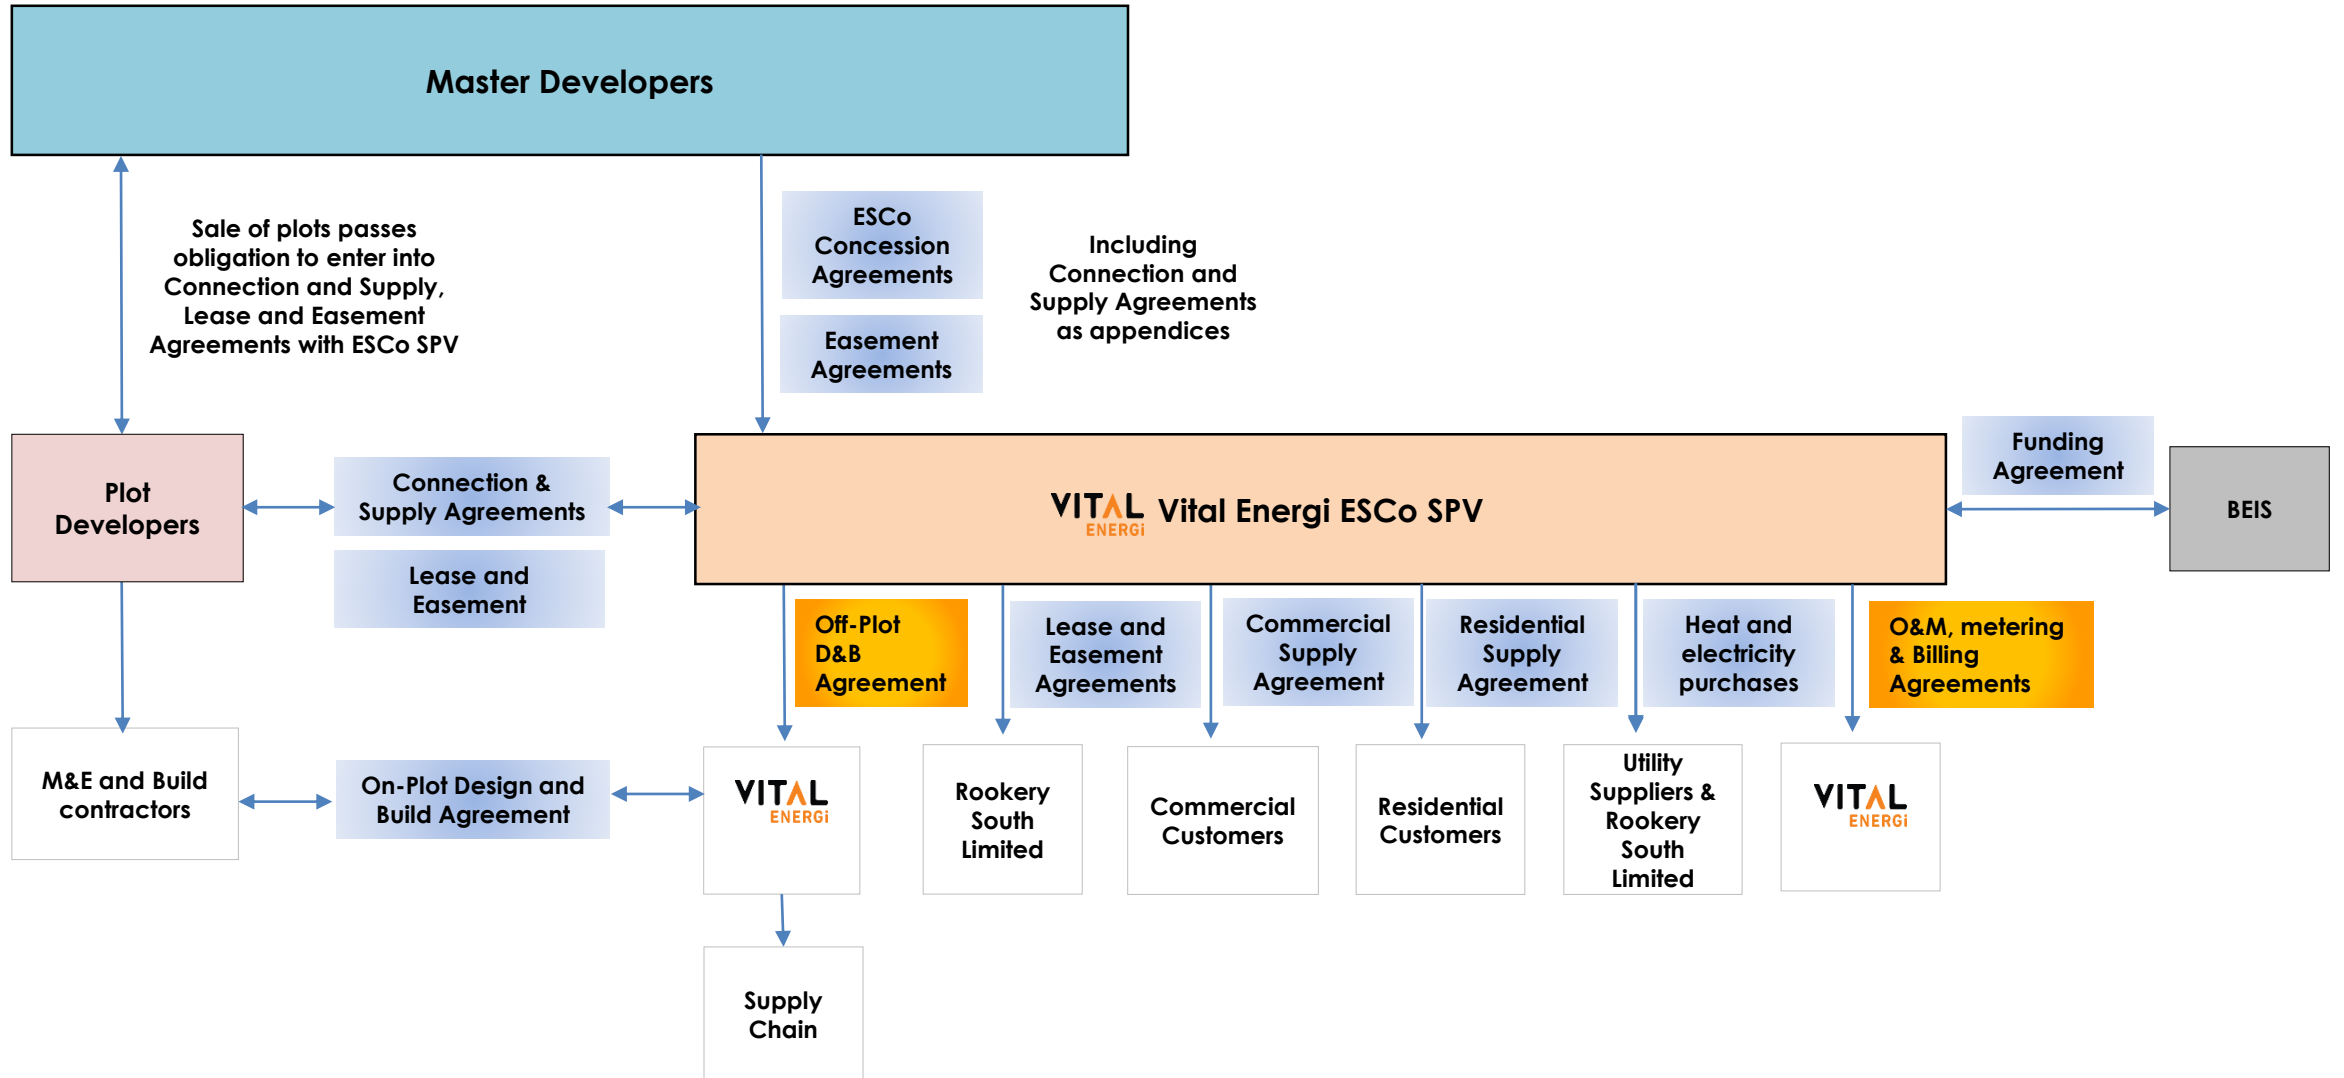 Master Developers
Sale of plots passes
obligation to enter into
Connection and Supply,
Lease and Easement
Agreements with ESCo SPV
ESCo
Concession
Agreements
Easement
Agreements
Including
Connection and
Supply Agreements
as appendices
Plot
Developers
Connection &
Supply Agreements
Lease and
Easement
VITAL
ENERGi
Vital Energi ESCo SPV
Funding
Agreement
BEIS
Off-Plot
D&B
Agreement
Lease and
Easement
Agreements
Commercial
Supply
Agreement
Residential
Supply
Agreement
Heat and
electricity
purchases
O&M, metering
& Billing
Agreements
M&E and Build
contractors
On-Plot Design and
Build Agreement
VITAL
ENERGi
Rookery
South
Limited
Commercial
Customers
Residential
Customers
Utility
Suppliers &
Rookery
South
Limited
VITAL
ENERGi
Supply
Chain